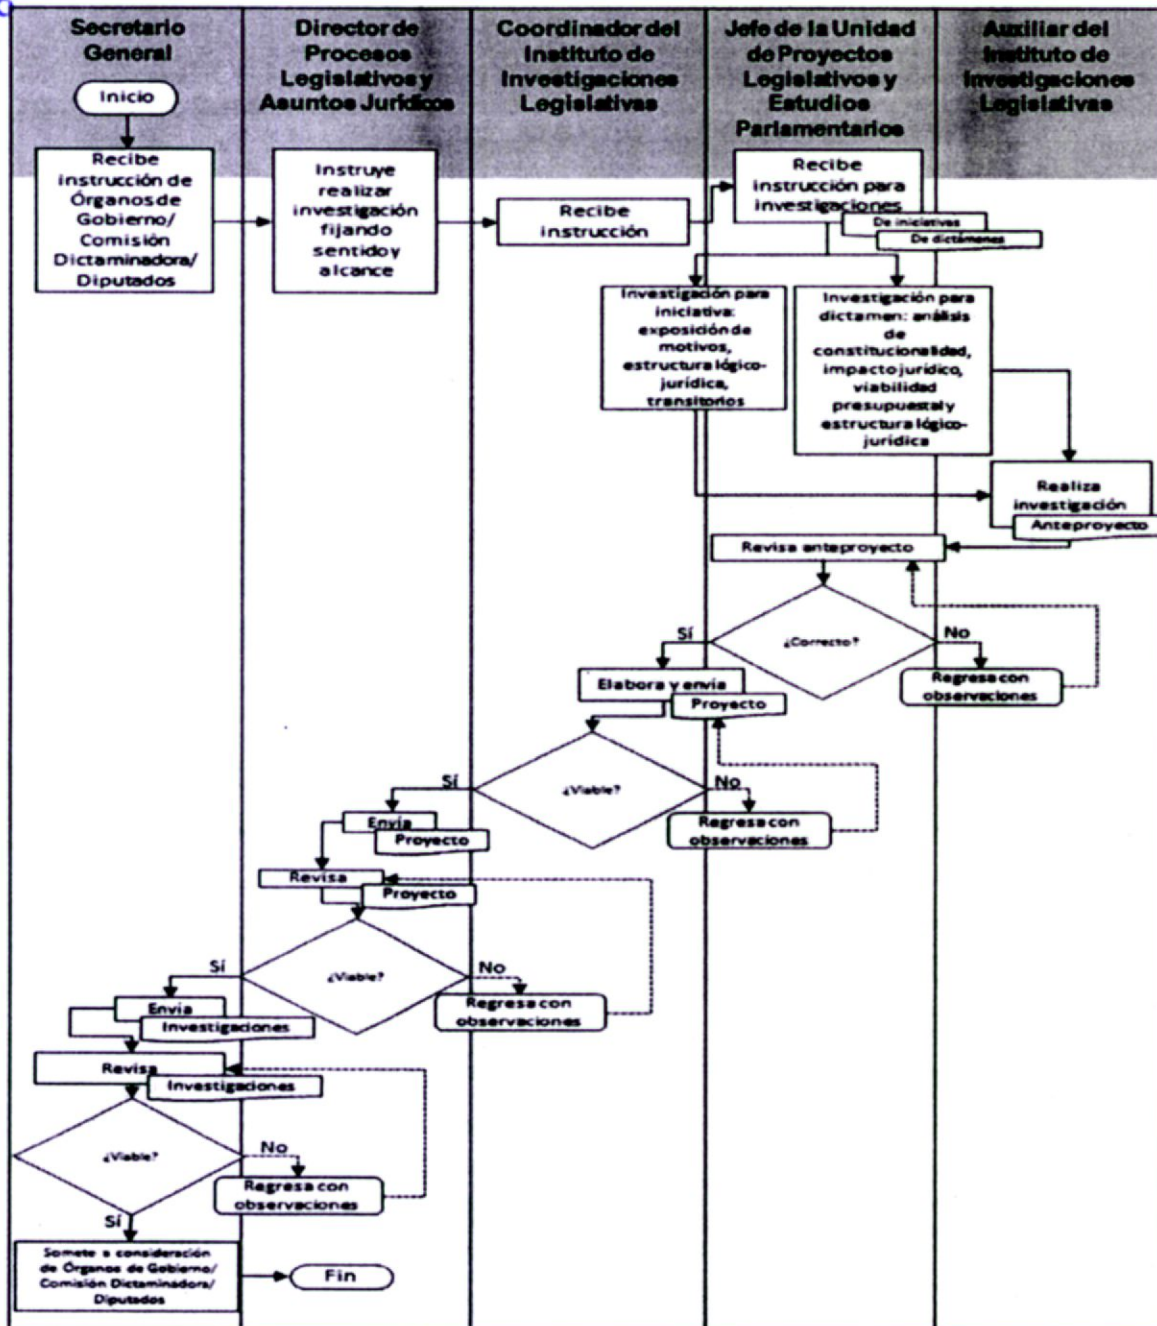 Secretario
General
Director de
Procesos
Legislativos y
Asuntos Jurídicos
Coordinador del
Instituto de
Investigaciones
Legislativas
Jefe de la Unidad
de Proyectos
Legislativos y
Estudios
Parlamentarios
Auxiliar del
Instituto de
Investigaciones
Legislativas
Inicio
Recibe
instrucción de
Órganos de
Gobierno/
Comisión
Dictaminadora/
Diputados
Instruye
realizar
investigación
fijando
sentido y
alcance
Recibe
instrucción
Recibe
instrucción para
investigaciones
De iniciativas
De dictámenes
Investigación para
iniciativa:
exposición de
motivos,
estructura lógico-
jurídica,
transitorios
Investigación para
dictamen: análisis
de
constitucionalidad,
impacto jurídico,
viabilidad
presupuestal y
estructura lógico-
jurídica
Realiza
investigación
Anteproyecto
Revisa anteproyecto
¿Correcto?
Sí
No
Elabora y envía
Proyecto
Regresa con
observaciones
¿Viable?
Sí
No
Envía
Proyecto
Regresa con
observaciones
Revisa
Proyecto
¿Viable?
Sí
No
Envía
Investigaciones
Regresa con
observaciones
Revisa
Investigaciones
¿Viable?
No
Regresa con
observaciones
Sí
Somete a consideración
de Órganos de Gobierno/
Comisión Dictaminadora/
Diputados
Fin